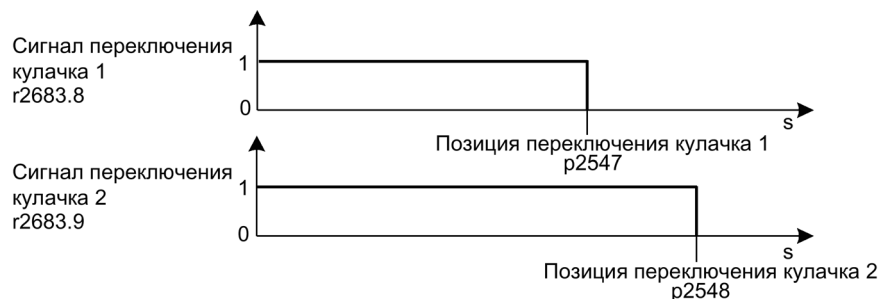 Сигнал переключения
кулачка 1
r2683.8
1
0
s
Позиция переключения кулачка 1
p2547
Сигнал переключения
кулачка 2
r2683.9
1
0
s
Позиция переключения кулачка 2
p2548